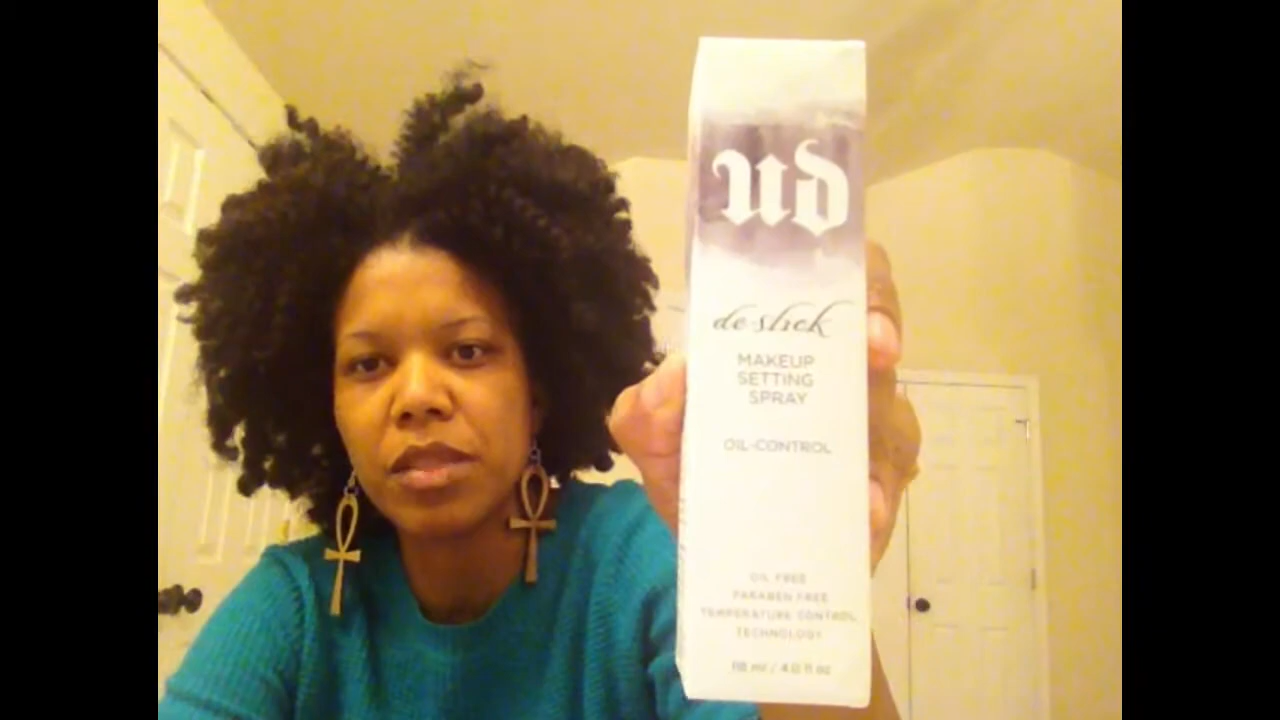 ud
de-slick
MAKEUP
SETTING
SPRAY
OIL-CONTROL
OIL FREE
PARABEN FREE
TEMPERATURE CONTROL
TECHNOLOGY
118 ml / 4.0 fl oz